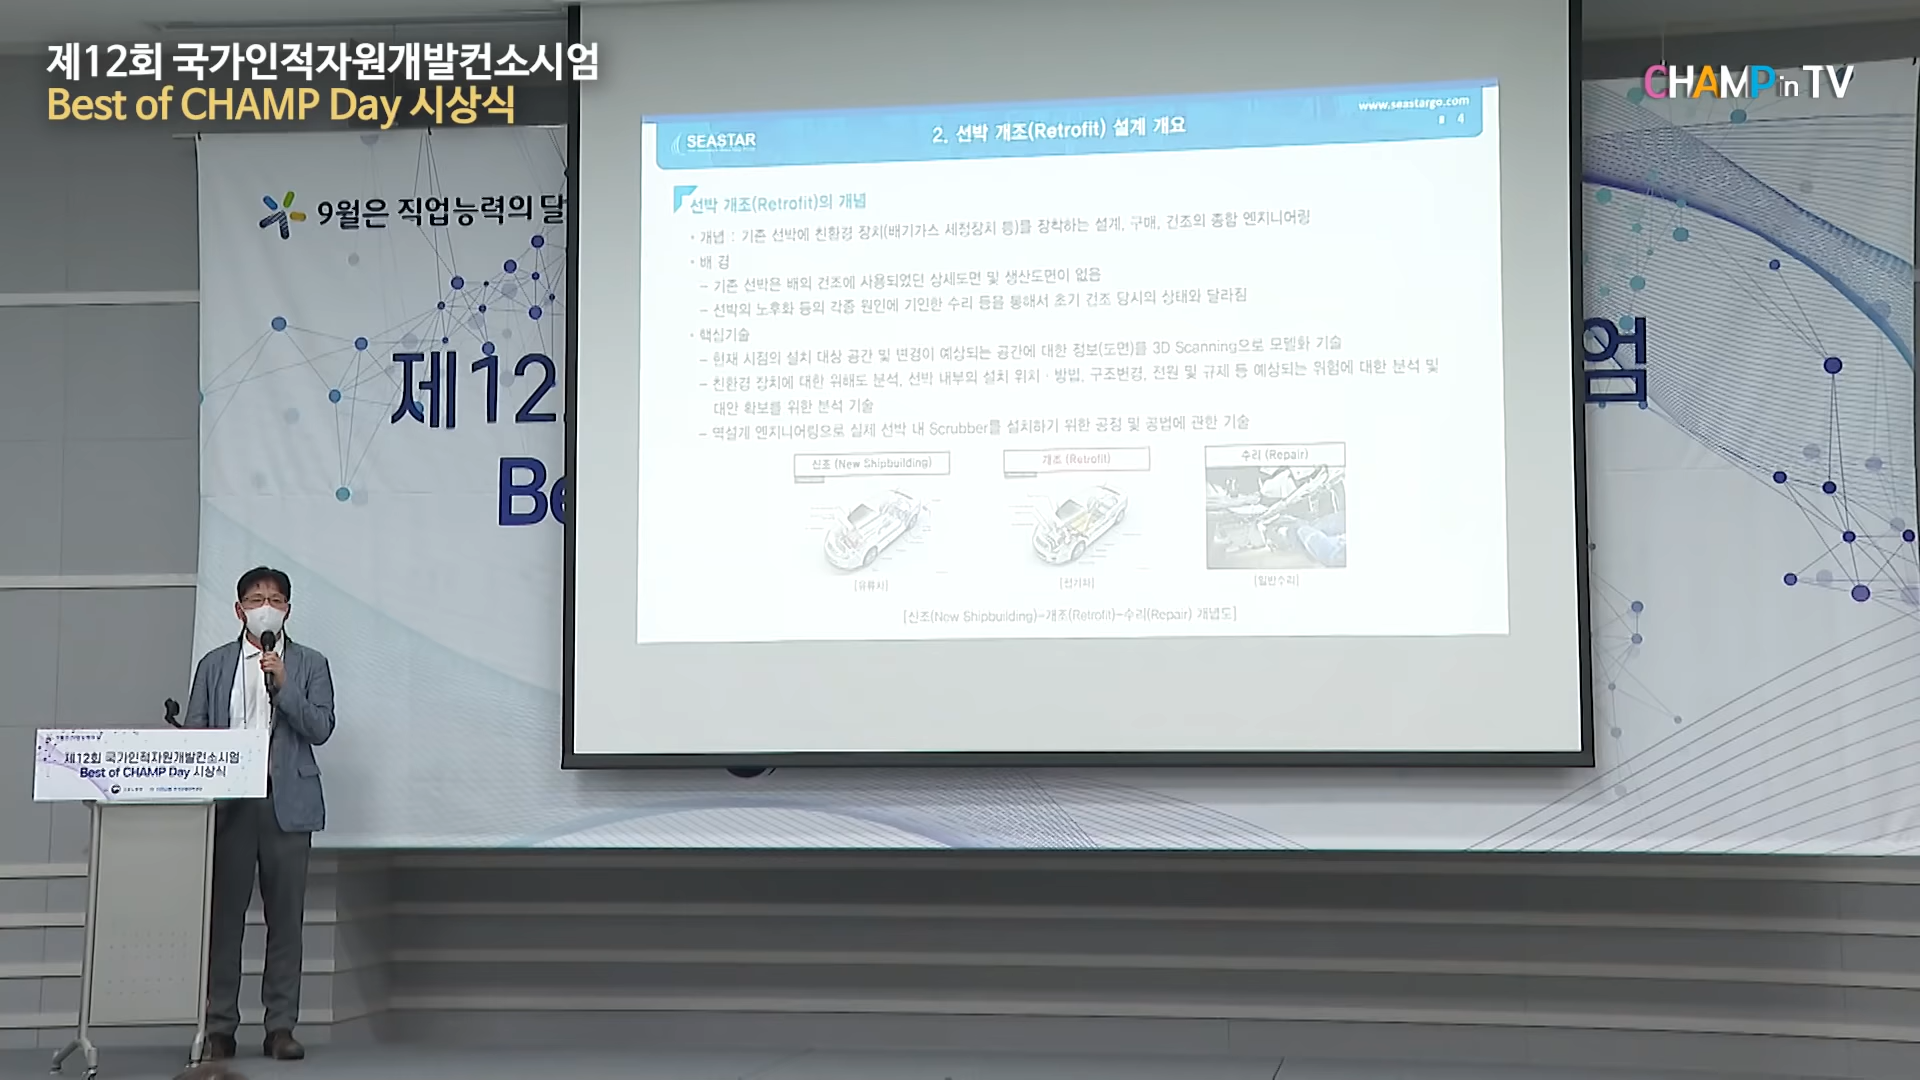 제12회 국가인적자원개발컨소시엄
Best of CHAMP Day 시상식
CHAMP in TV
9월은 직업능력의 달
제12
Be
엄
SEASTAR
2. 선박 개조(Retrofit) 설계 개요
www.seastargo.com
4
선박 개조(Retrofit)의 개념
• 개념 : 기존 선박에 친환경 장치(배기가스 세정장치 등)를 장착하는 설계, 구매, 건조의 종합 엔지니어링
• 배 경
– 기존 선박은 배의 건조에 사용되었던 상세도면 및 생산도면이 없음
– 선박의 노후화 등의 각종 원인에 기인한 수리 등을 통해서 초기 건조 당시의 상태와 달라짐
• 핵심기술
– 현재 시점의 설치 대상 공간 및 변경이 예상되는 공간에 대한 정보(도면)를 3D Scanning으로 모델화 기술
– 친환경 장치에 대한 위해도 분석, 선박 내부의 설치 위치 · 방법, 구조변경, 전원 및 규제 등 예상되는 위험에 대한 분석 및
대안 확보를 위한 분석 기술
– 역설계 엔지니어링으로 실제 선박 내 Scrubber를 설치하기 위한 공정 및 공법에 관한 기술
신조 (New Shipbuilding)
개조 (Retrofit)
수리 (Repair)
[유류차]
[전기차]
[일반수리]
[신조(New Shipbuilding)–개조(Retrofit)–수리(Repair) 개념도]
제12회 국가인적자원개발컨소시엄
Best of CHAMP Day 시상식